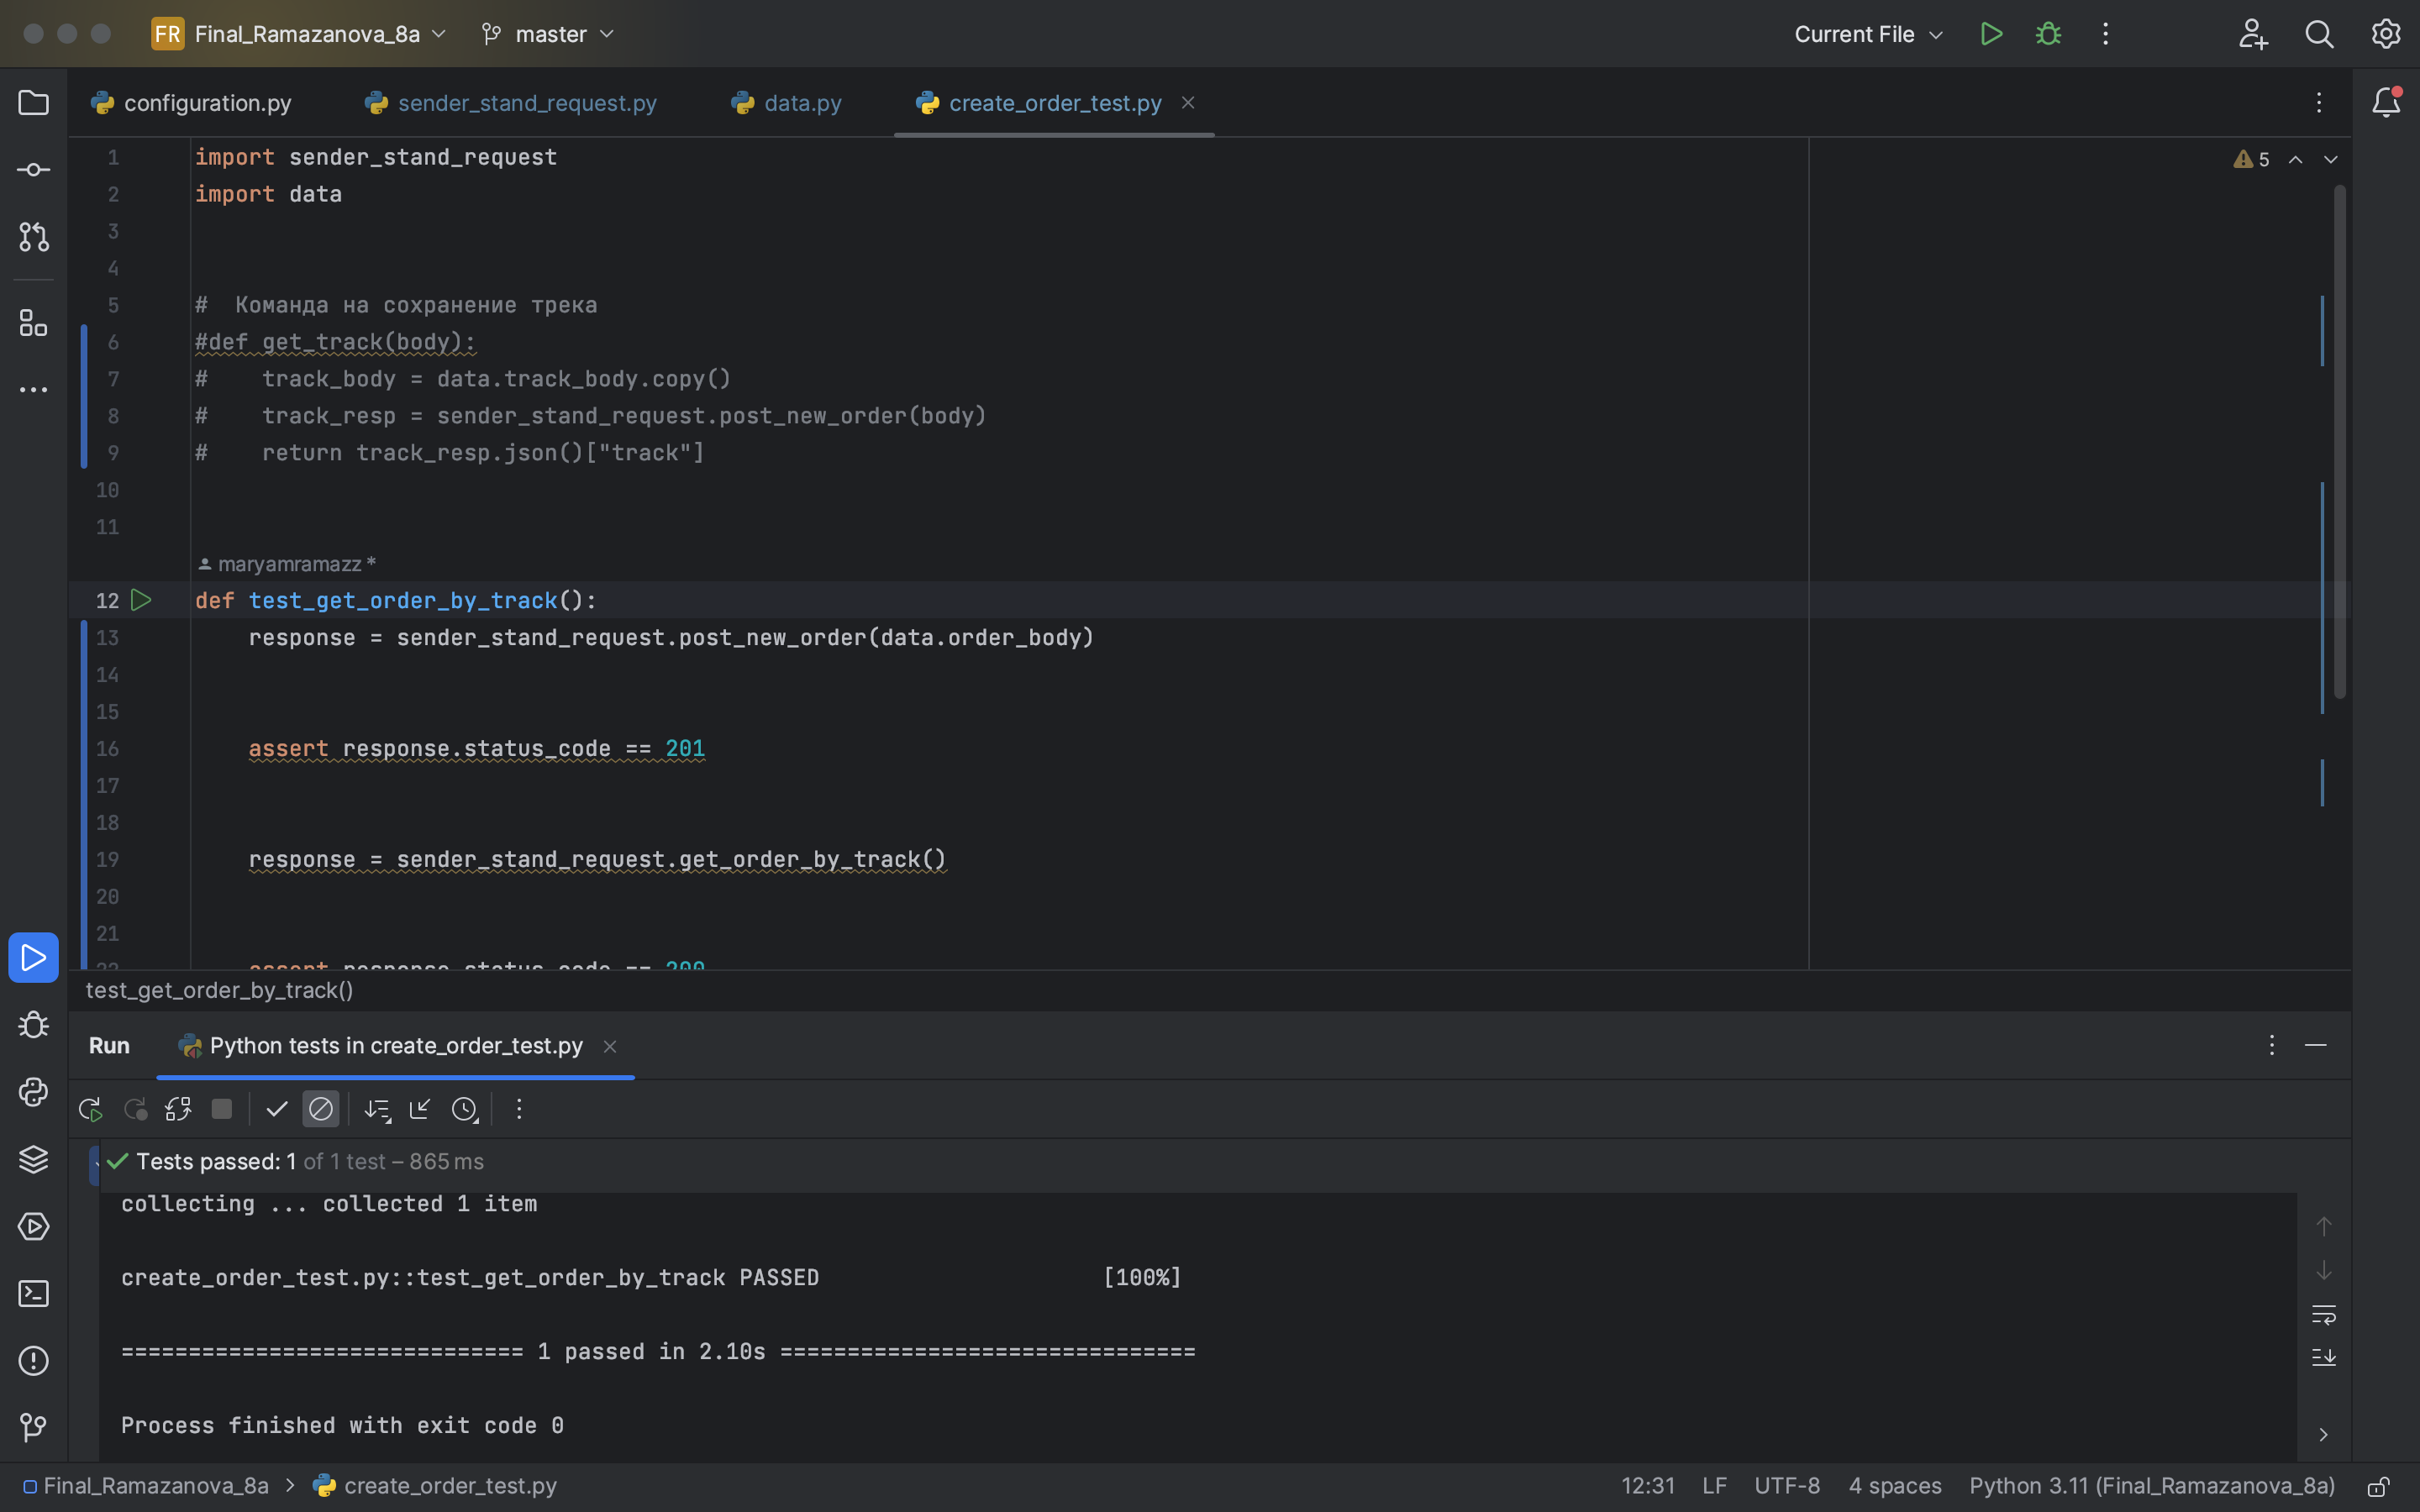 FR Final_Ramazanova_8a master Current File
configuration.py sender_stand_request.py data.py create_order_test.py
5
1 import sender_stand_request
2 import data
3
4
5 #  Команда на сохранение трека
6 #def get_track(body):
7 #    track_body = data.track_body.copy()
8 #    track_resp = sender_stand_request.post_new_order(body)
9 #    return track_resp.json()["track"]
10
11
maryamramazz *
12 def test_get_order_by_track():
13     response = sender_stand_request.post_new_order(data.order_body)
14
15
16     assert response.status_code == 201
17
18
19     response = sender_stand_request.get_order_by_track()
20
21
22     assert response.status_code == 200
test_get_order_by_track()
Run Python tests in create_order_test.py
Tests passed: 1 of 1 test – 865 ms
collecting ... collected 1 item
create_order_test.py::test_get_order_by_track PASSED [100%]
============================== 1 passed in 2.10s ===============================
Process finished with exit code 0
Final_Ramazanova_8a > create_order_test.py 12:31 LF UTF-8 4 spaces Python 3.11 (Final_Ramazanova_8a)